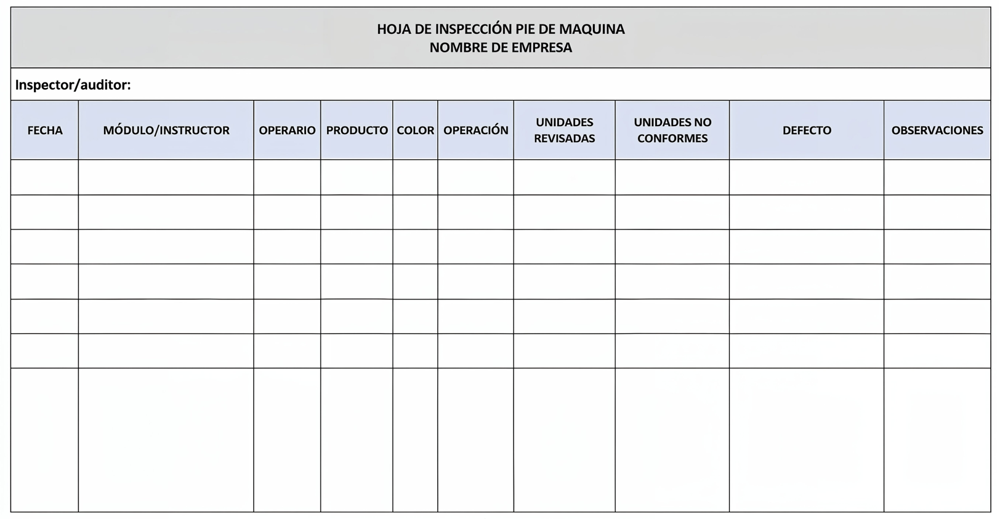 HOJA DE INSPECCIÓN PIE DE MAQUINA
NOMBRE DE EMPRESA
Inspector/auditor:
FECHA
MÓDULO/INSTRUCTOR
OPERARIO
PRODUCTO
COLOR
OPERACIÓN
UNIDADES
REVISADAS
UNIDADES NO
CONFORMES
DEFECTO
OBSERVACIONES